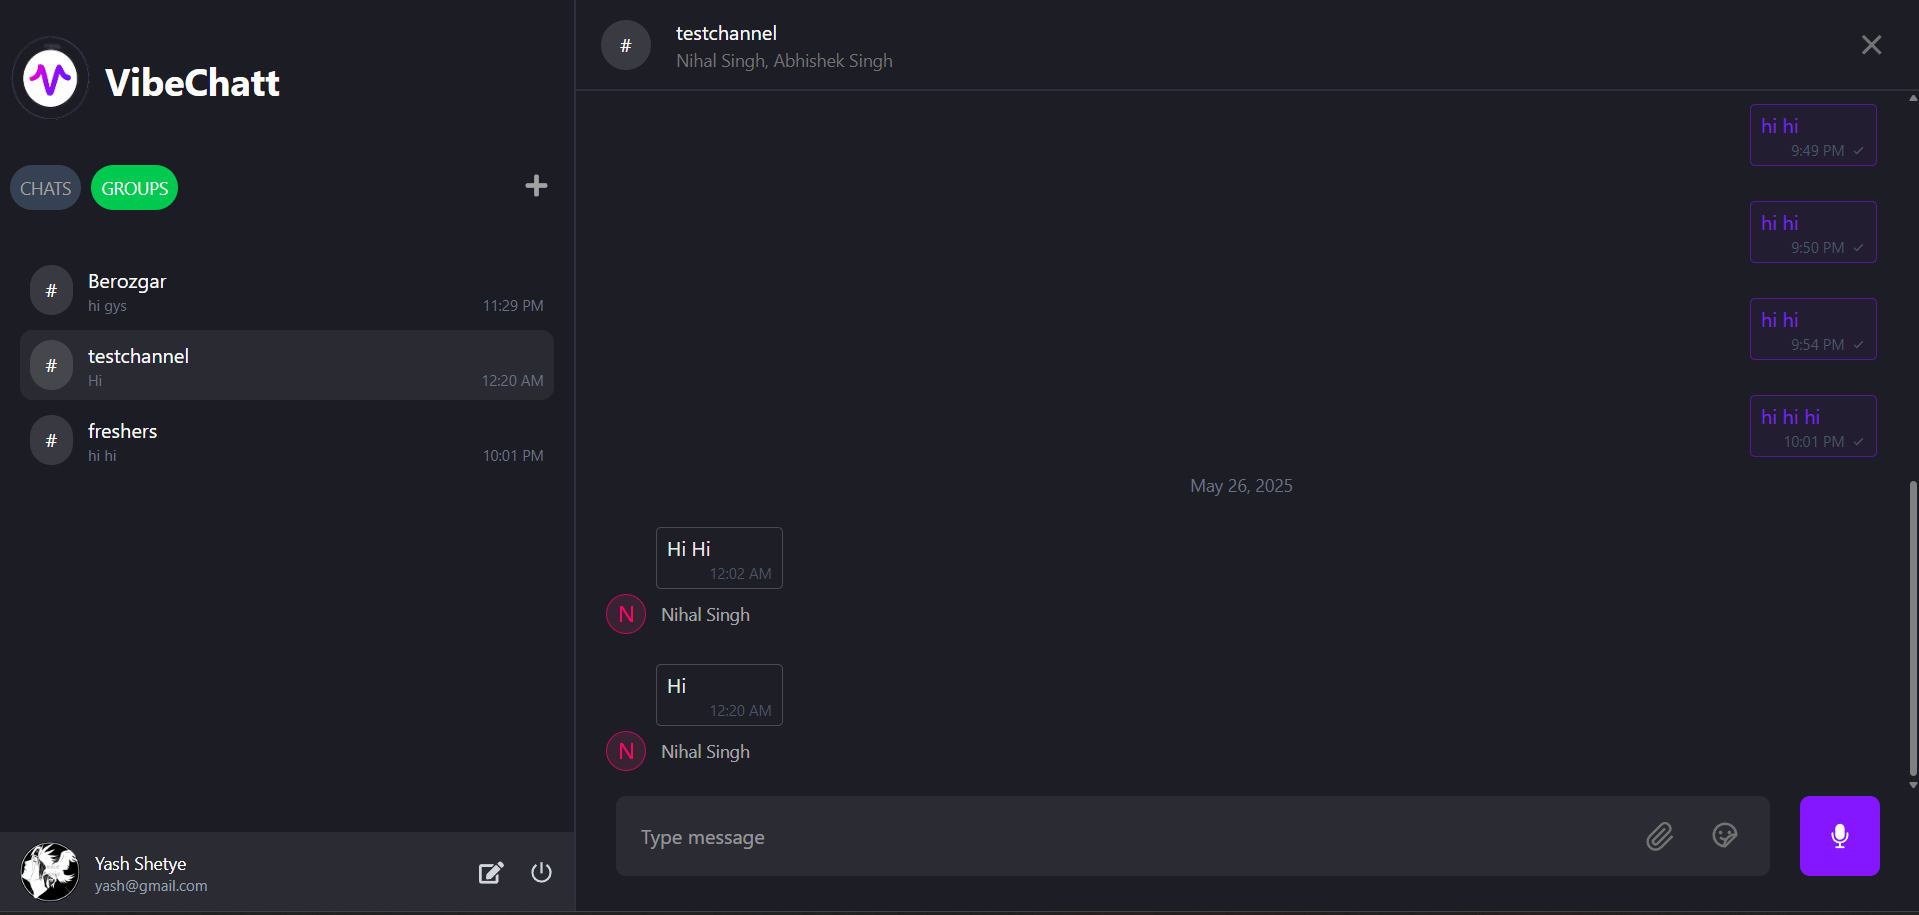 VibeChatt
CHATS
GROUPS
#
Berozgar
hi gys
11:29 PM
#
testchannel
Hi
12:20 AM
#
freshers
hi hi
10:01 PM
Yash Shetye
yash@gmail.com
#
testchannel
Nihal Singh, Abhishek Singh
hi hi
9:49 PM
hi hi
9:50 PM
hi hi
9:54 PM
hi hi hi
10:01 PM
May 26, 2025
Hi Hi
12:02 AM
N
Nihal Singh
Hi
12:20 AM
N
Nihal Singh
Type message